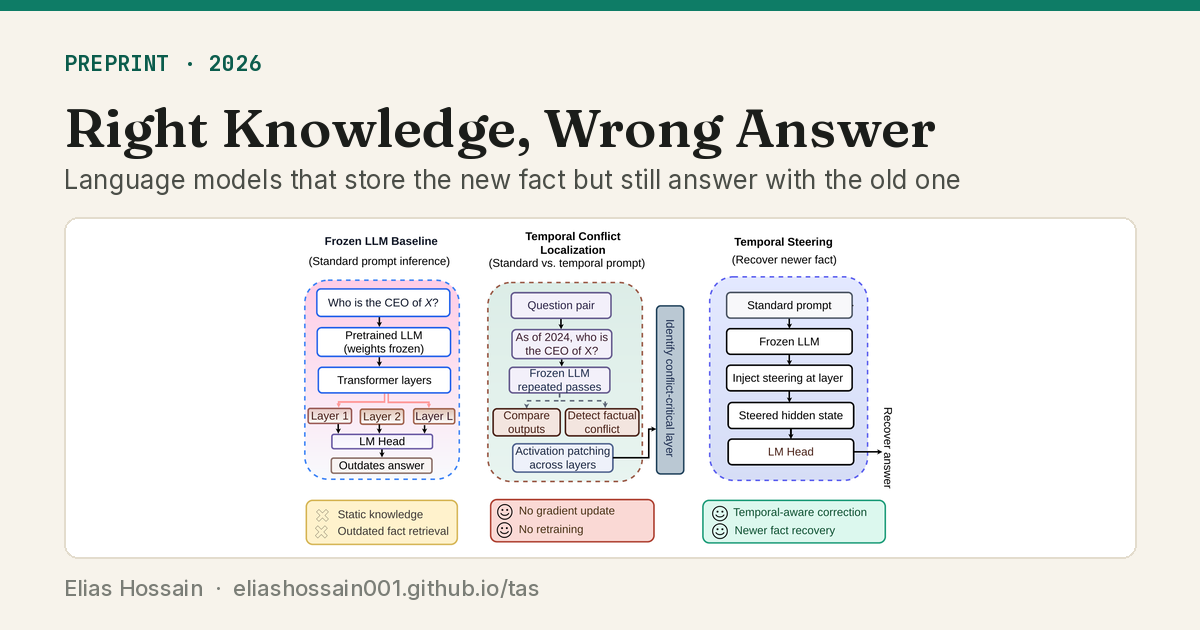 PREPRINT · 2026
Right Knowledge, Wrong Answer
Language models that store the new fact but still answer with the old one
Frozen LLM Baseline
(Standard prompt inference)
Who is the CEO of X?
Pretrained LLM
(weights frozen)
Transformer layers
Layer 1
Layer 2
Layer L
LM Head
Outdates answer
Static knowledge
Outdated fact retrieval
Temporal Conflict
Localization
(Standard vs. temporal prompt)
Question pair
As of 2024, who is
the CEO of X?
Frozen LLM
repeated passes
Compare
outputs
Detect factual
conflict
Activation patching
across layers
Identify conflict-critical layer
No gradient update
No retraining
Temporal Steering
(Recover newer fact)
Standard prompt
Frozen LLM
Inject steering at layer
Steered hidden state
LM Head
Recover answer
Temporal-aware correction
Newer fact recovery
Elias Hossain · eliashossain001.github.io/tas